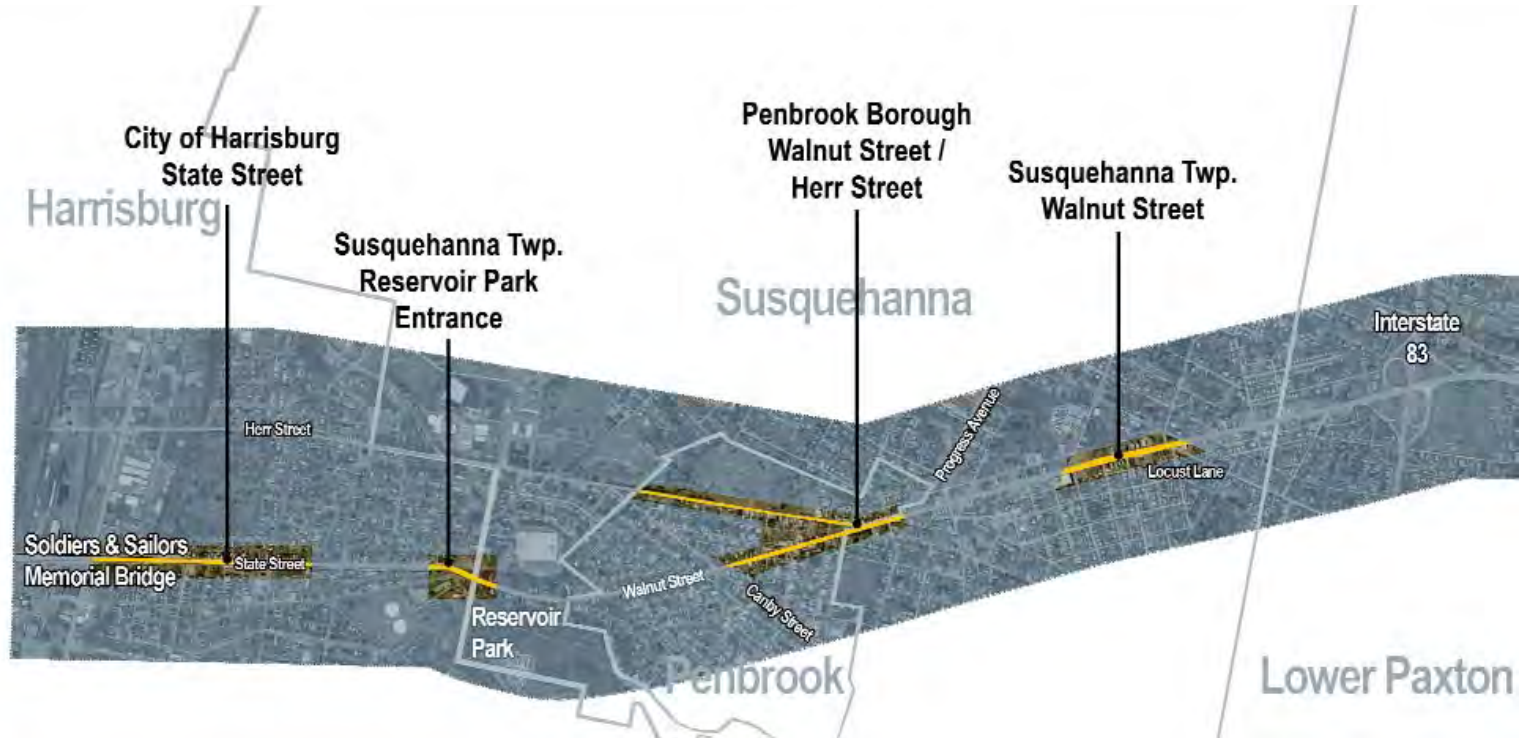 City of Harrisburg
State Street
Harrisburg
Susquehanna Twp.
Reservoir Park
Entrance
Penbrook Borough
Walnut Street /
Herr Street
Susquehanna Twp.
Walnut Street
Susquehanna
Interstate
83
Herr Street
Progress Avenue
Locust Lane
Soldiers & Sailors
Memorial Bridge
State Street
Walnut Street
Canby Street
Reservoir
Park
Penbrook
Lower Paxton